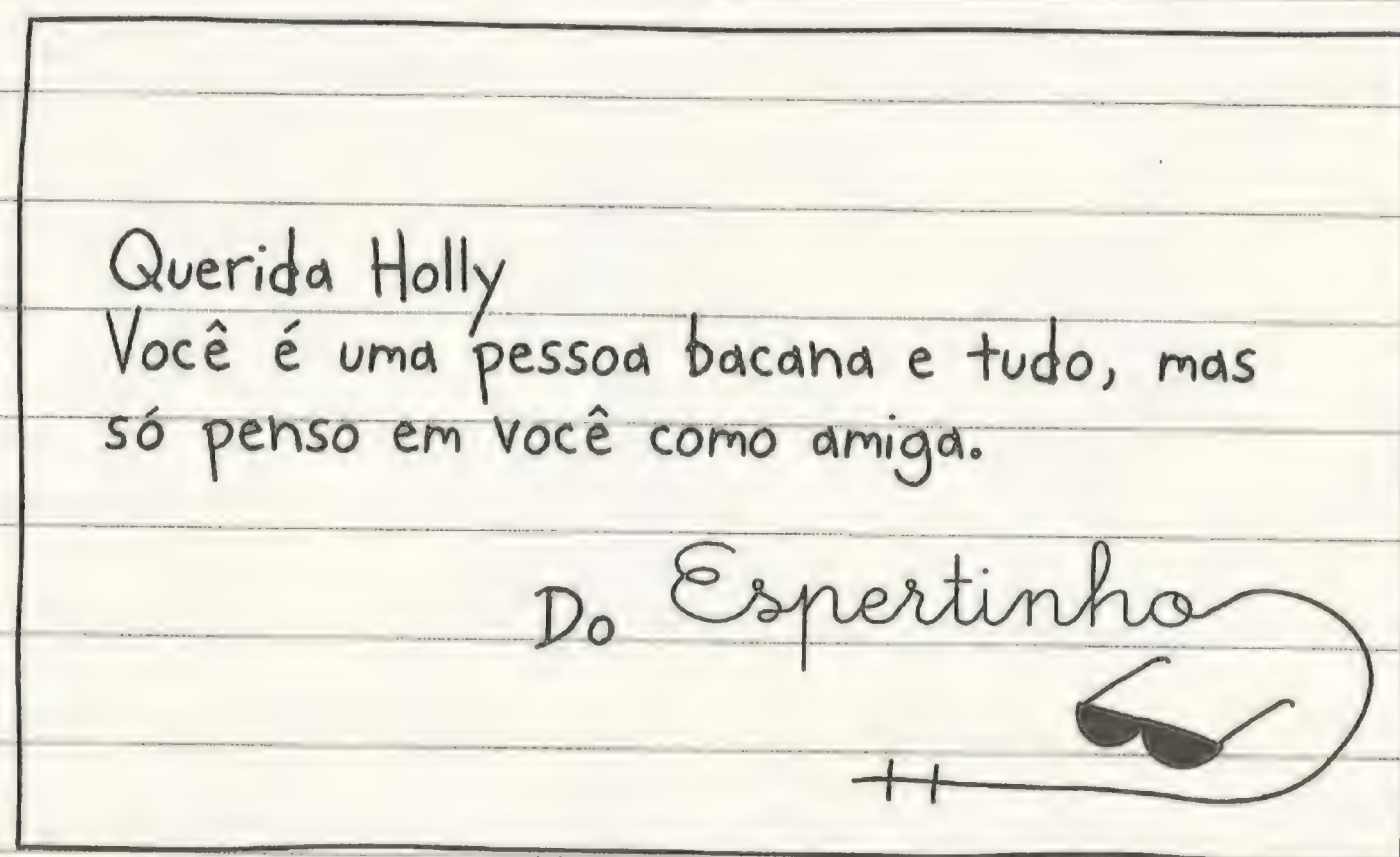 Querida Holly
Você é uma pessoa bacana e tudo, mas
só penso em você como amiga.
Do Espertinho